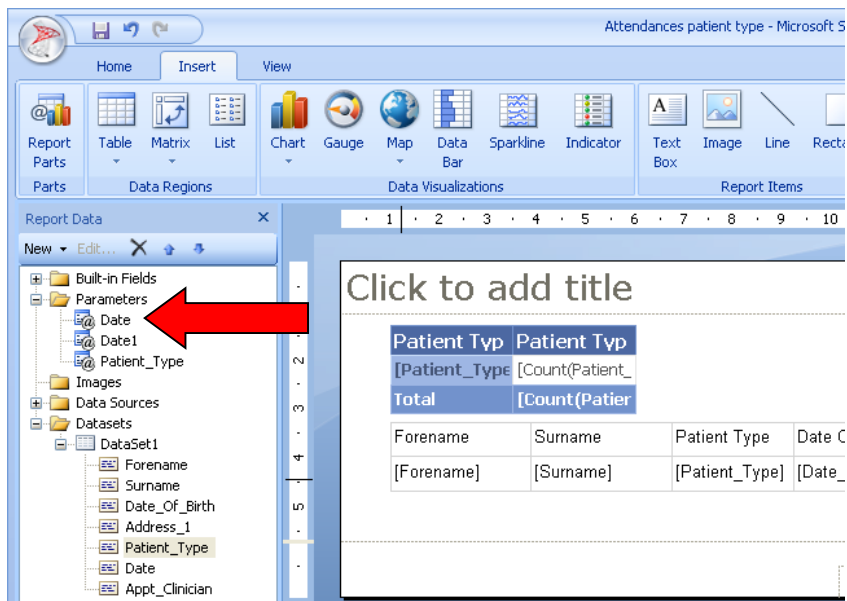 Attendances patient type - Microsoft S
Home Insert View
Report Parts Table Matrix List Chart Gauge Map Data Bar Sparkline Indicator Text Box Image Line Recta
Parts Data Regions Data Visualizations Report Items
Report Data
New Edit...
· 1 · 2 · 3 · 4 · 5 · 6 · 7 · 8 · 9 · 10
Built-in Fields
Parameters
Date
Date1
Patient_Type
Images
Data Sources
Datasets
DataSet1
Forename
Surname
Date_Of_Birth
Address_1
Patient_Type
Date
Appt_Clinician
2
3
4
5
Click to add title
Patient Typ Patient Typ
[Patient_Type [Count(Patient_
Total [Count(Patier
Forename Surname Patient Type Date O
[Forename] [Surname] [Patient_Type] [Date_